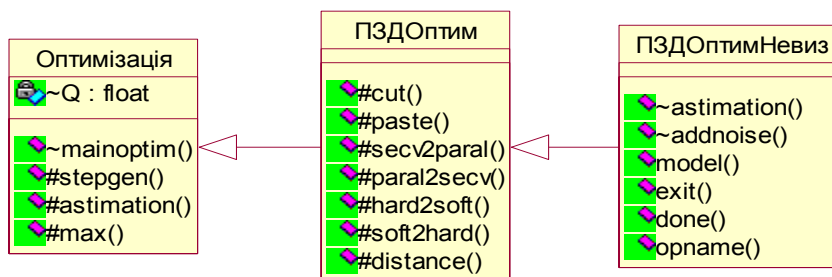 Оптимізація
~Q : float
~mainoptim()
#stepgen()
#astimation()
#max()
ПЗДОптим
#cut()
#paste()
#secv2paral()
#paral2secv()
#hard2soft()
#soft2hard()
#distance()
ПЗДОптимНевиз
~astimation()
~addnoise()
model()
exit()
done()
opname()